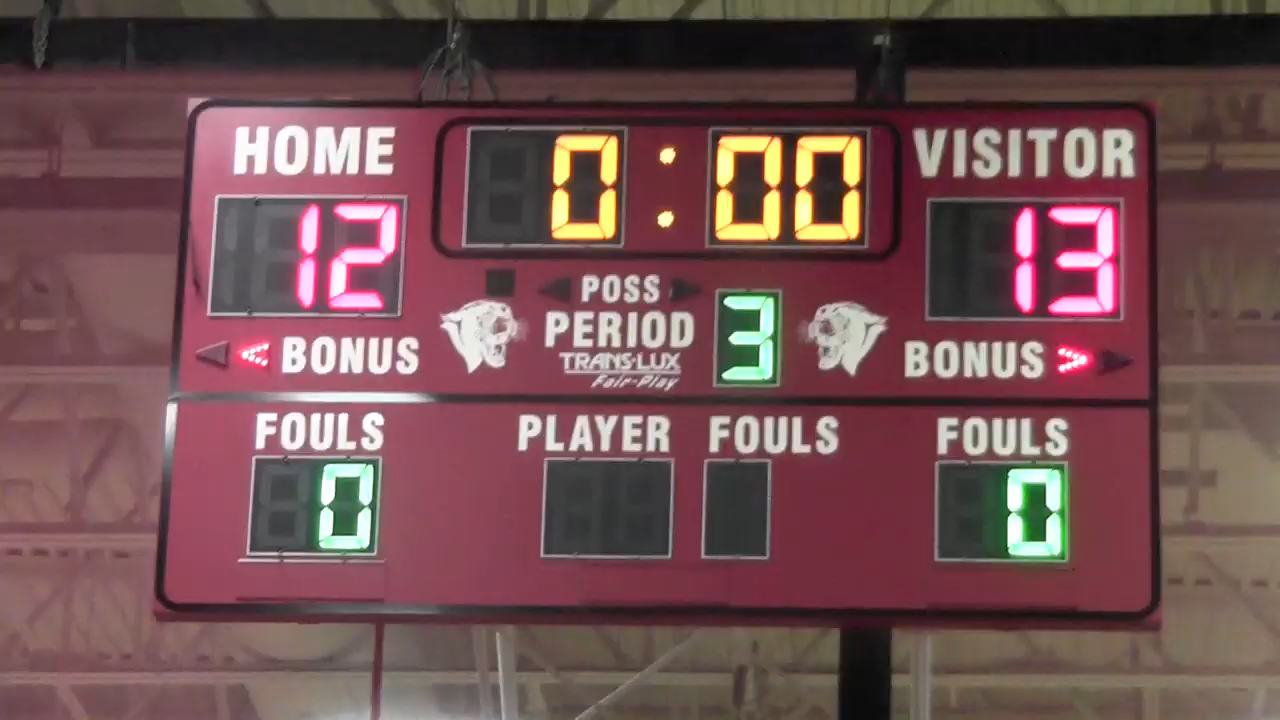 HOME 0:00 VISITOR
12 13
POSS
PERIOD 3
TRANS·LUX
Fair-Play
BONUS BONUS
FOULS PLAYER FOULS FOULS
0 0